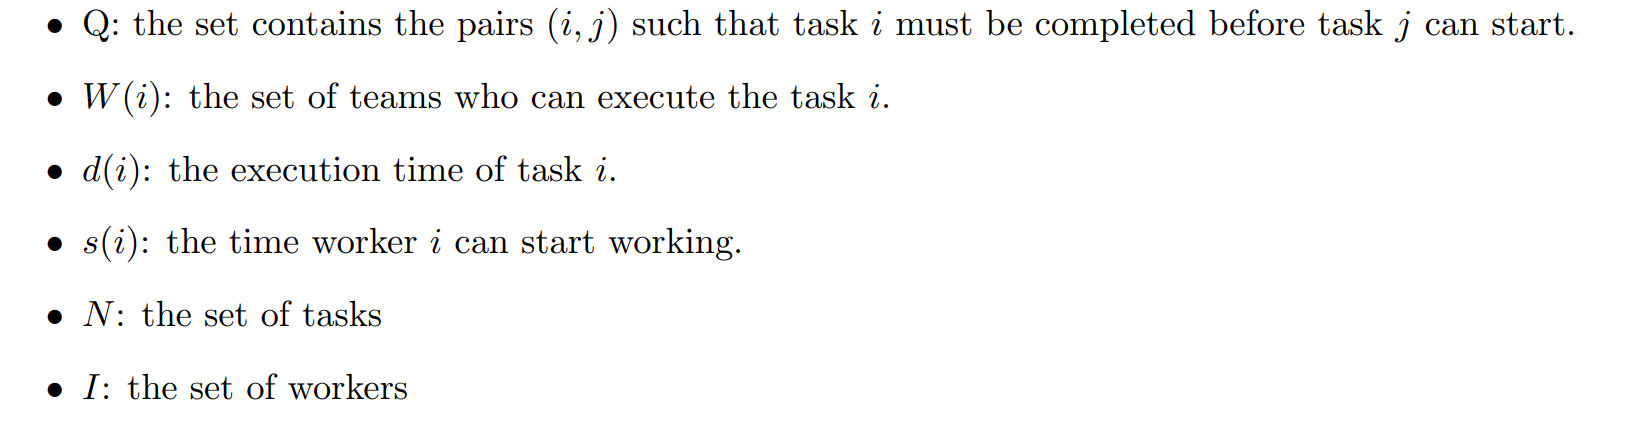 • Q: the set contains the pairs (i, j) such that task i must be completed before task j can start.
• W(i): the set of teams who can execute the task i.
• d(i): the execution time of task i.
• s(i): the time worker i can start working.
• N: the set of tasks
• I: the set of workers